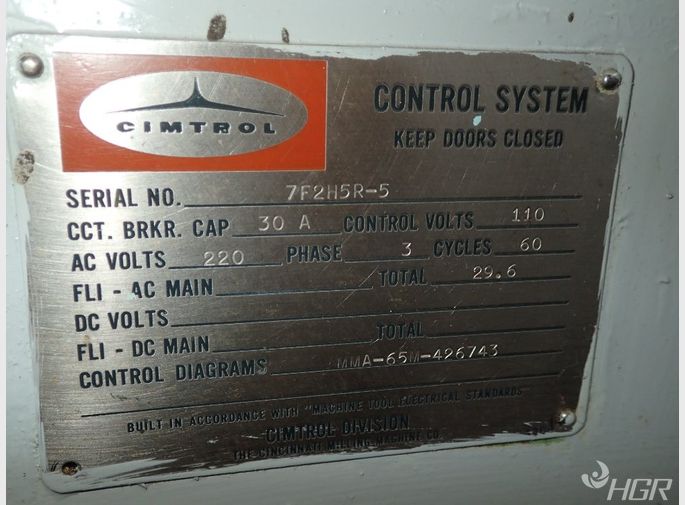 CIMTROL
CONTROL SYSTEM
KEEP DOORS CLOSED
SERIAL NO. 7F2H5R-5
CCT. BRKR. CAP 30 A CONTROL VOLTS 110
AC VOLTS 220 PHASE 3 CYCLES 60
FLI - AC MAIN TOTAL 29.6
DC VOLTS
FLI - DC MAIN TOTAL
CONTROL DIAGRAMS MMA-65M-426743
BUILT IN ACCORDANCE WITH "MACHINE TOOL ELECTRICAL STANDARDS"
CIMTROL DIVISION
THE CINCINNATI MILLING MACHINE CO.
HGR